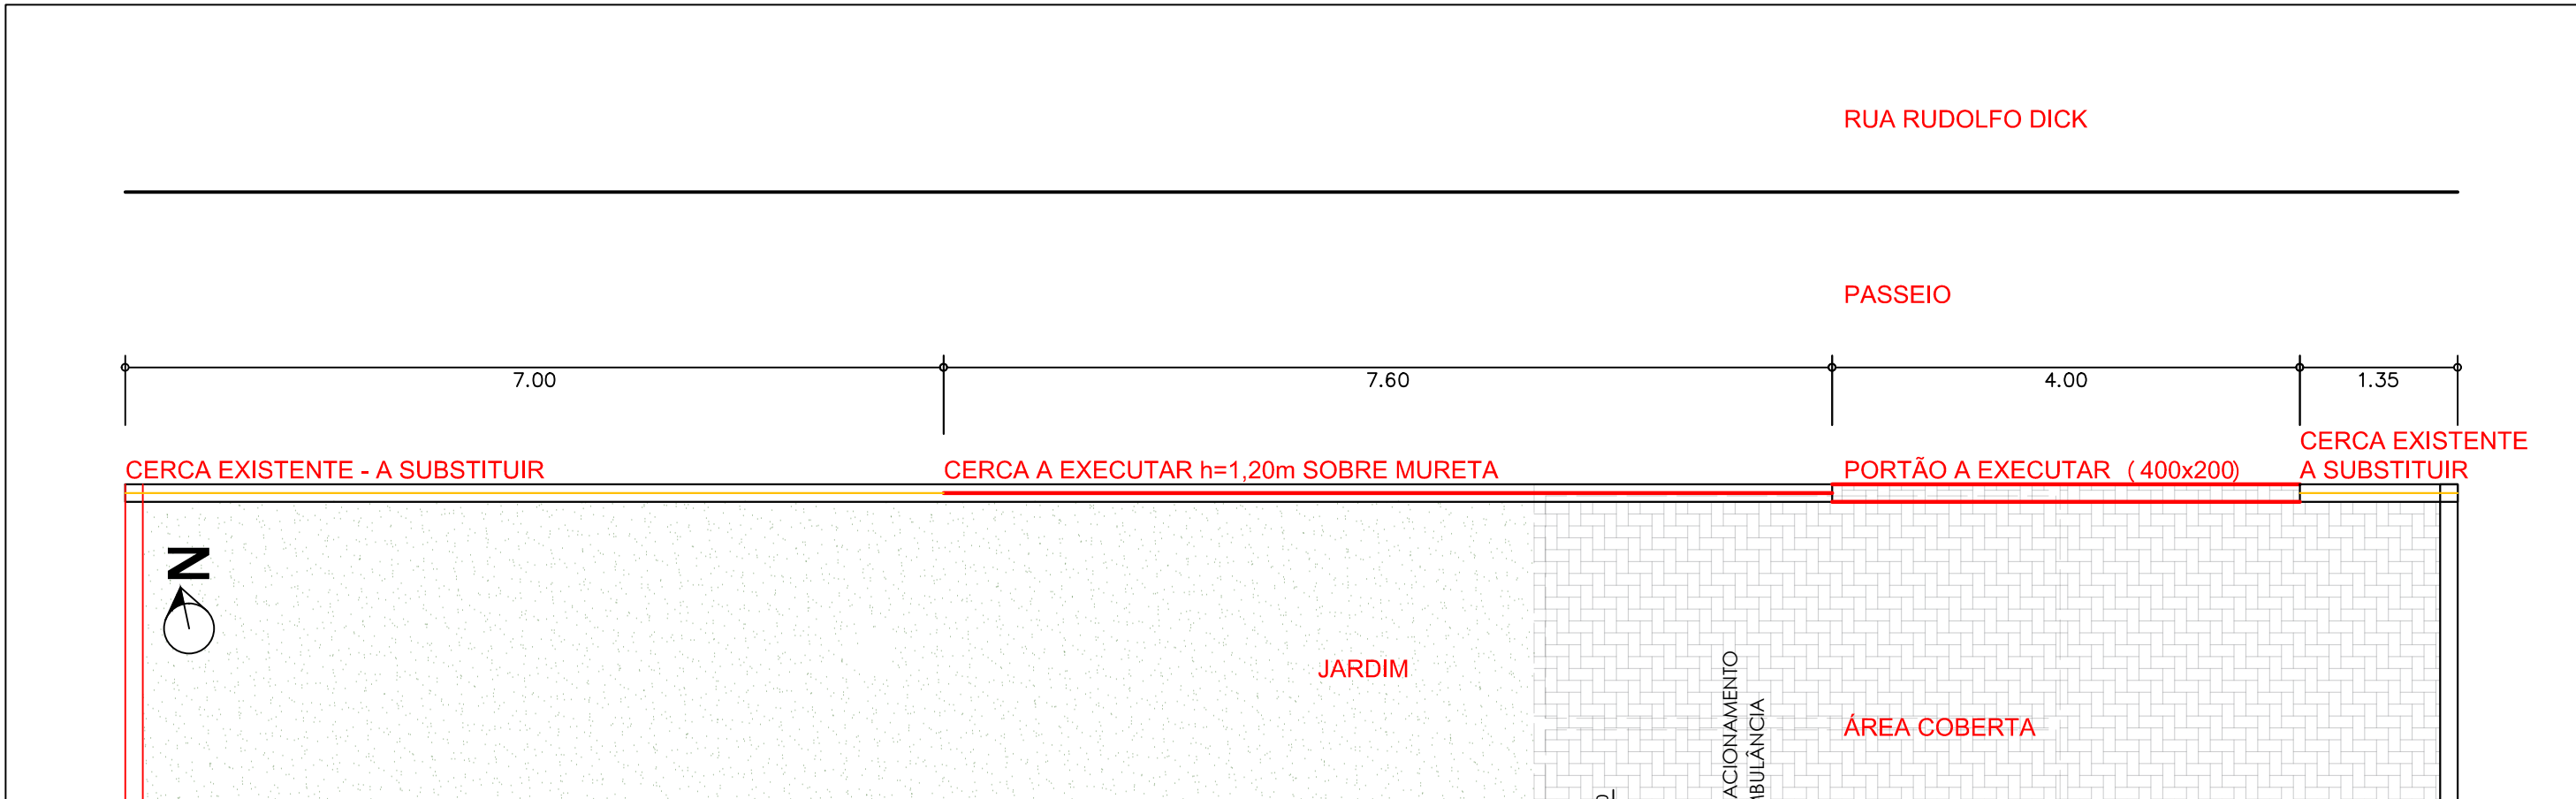 RUA RUDOLFO DICK
PASSEIO
7.00
7.60
4.00
1.35
CERCA EXISTENTE - A SUBSTITUIR
CERCA A EXECUTAR h=1,20m SOBRE MURETA
PORTÃO A EXECUTAR (400x200)
CERCA EXISTENTE
A SUBSTITUIR
N
JARDIM
ÁREA COBERTA